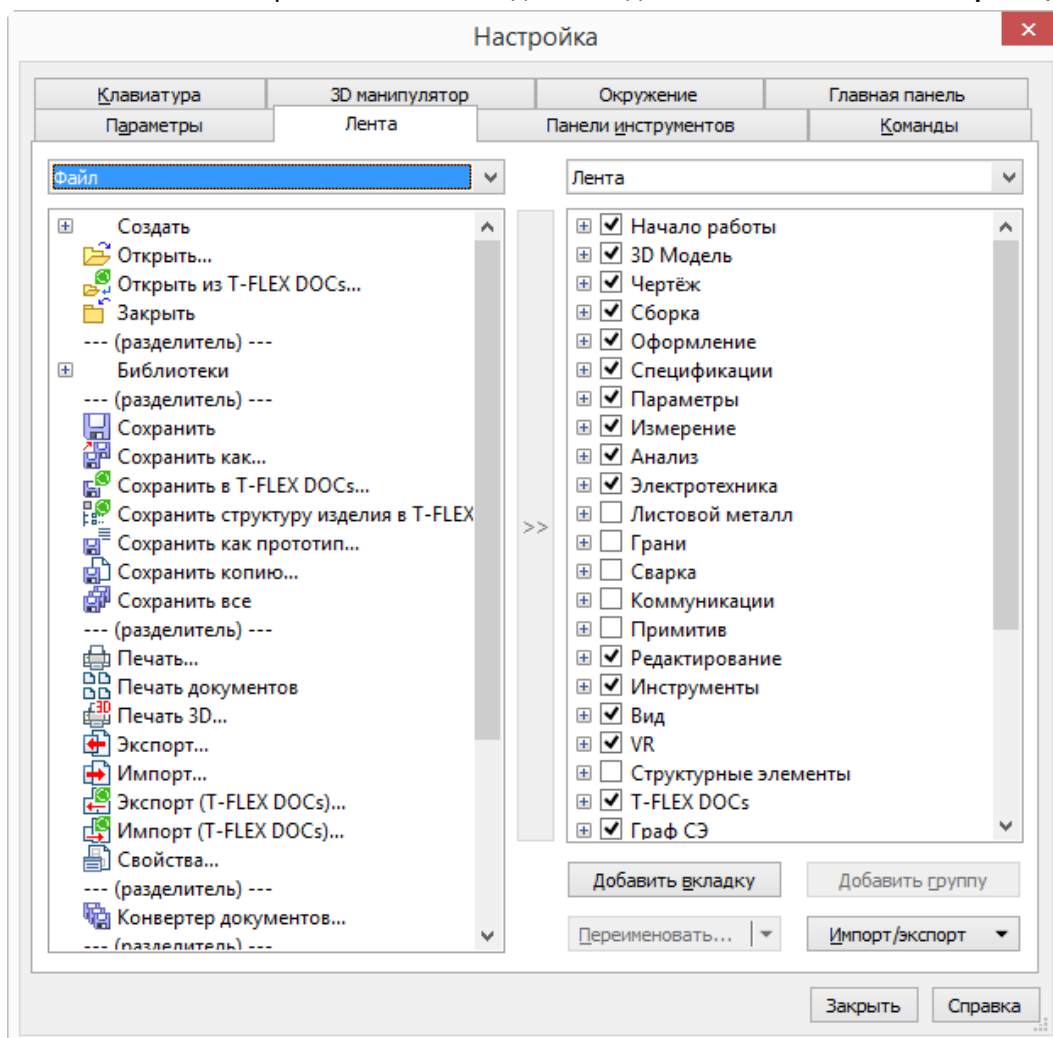 Настройка
Клавиатура 3D манипулятор Окружение Главная панель
Параметры Лента Панели инструментов Команды
Файл
Создать
Открыть...
Открыть из T-FLEX DOCs...
Закрыть
--- (разделитель) ---
Библиотеки
--- (разделитель) ---
Сохранить
Сохранить как...
Сохранить в T-FLEX DOCs...
Сохранить структуру изделия в T-FLEX
Сохранить как прототип...
Сохранить копию...
Сохранить все
--- (разделитель) ---
Печать...
Печать документов
Печать 3D...
Экспорт...
Импорт...
Экспорт (T-FLEX DOCs)...
Импорт (T-FLEX DOCs)...
Свойства...
--- (разделитель) ---
Конвертер документов...
--- (разделитель) ---
>>
Лента
Начало работы
3D Модель
Чертёж
Сборка
Оформление
Спецификации
Параметры
Измерение
Анализ
Электротехника
Листовой металл
Грани
Сварка
Коммуникации
Примитив
Редактирование
Инструменты
Вид
VR
Структурные элементы
T-FLEX DOCs
Граф СЭ
Добавить вкладку Добавить группу
Переименовать... Импорт/экспорт
Закрыть Справка